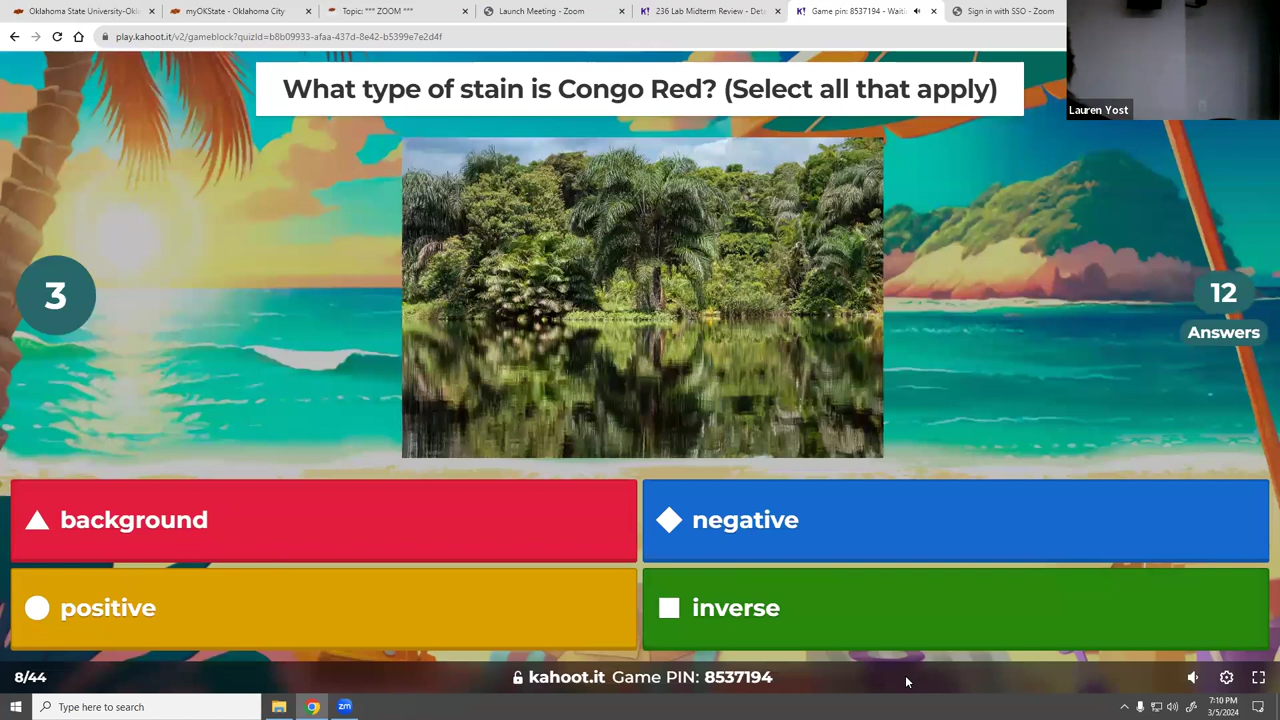 Oklahoma State University-Okl
myOKState - Oklahoma City
Topic: *** ZOOM ***
Launch Meeting - Zoom
K! 236 Lab Midterm Review - Det
K! Game pin: 8537194 - Waiti
Sign in with SSO - Zoom
play.kahoot.it/v2/gameblock?quizId=b8b09933-afaa-437d-8e42-b5399e7e2d4f
What type of stain is Congo Red? (Select all that apply)
Lauren Yost
3
12
Answers
background
negative
positive
inverse
8/44
kahoot.it Game PIN: 8537194
Type here to search
zm
7:10 PM
3/5/2024